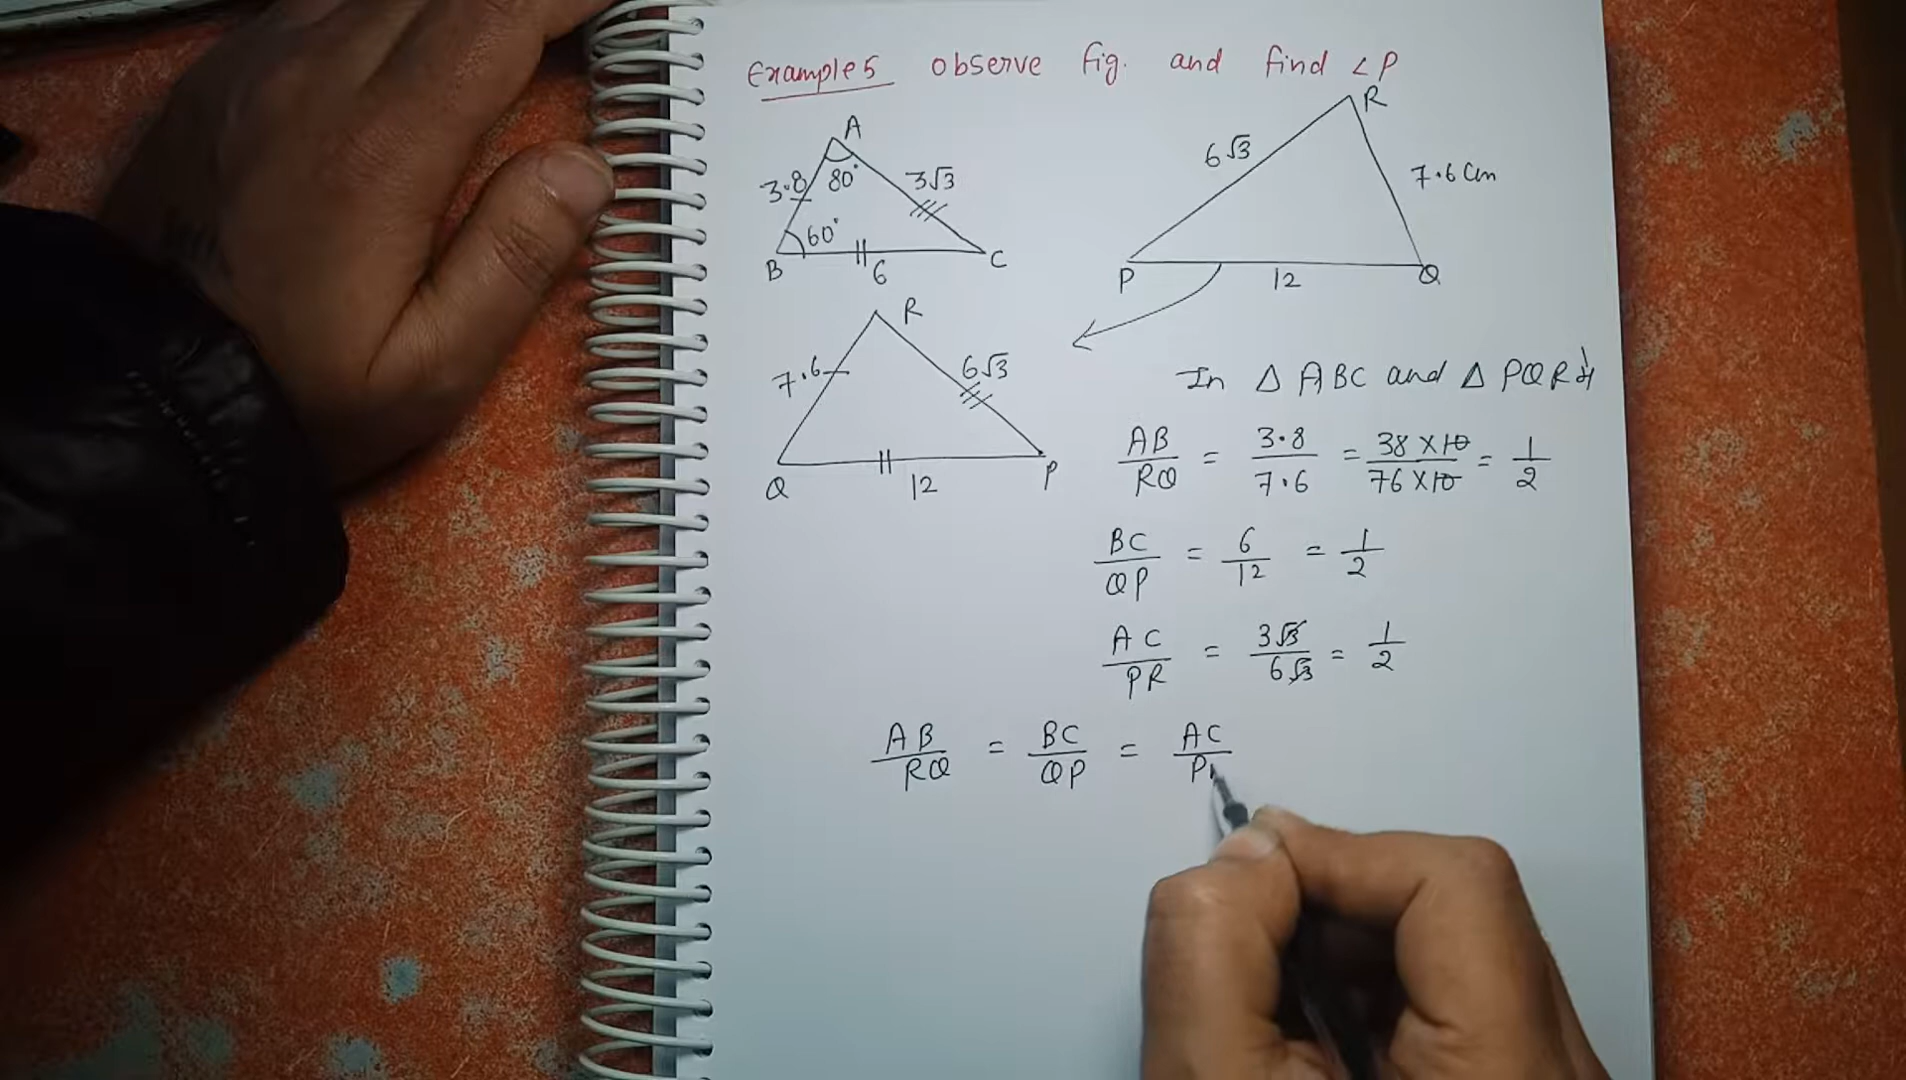 Example 5 observe fig. and find ∠P
A
3.8 80° 3√3
60°
B 6 C
R
6√3 7.6 Cm
P 12 Q
R
7.6 6√3
Q 12 P
In △ ABC and △ PQR
AB/RQ = 3.8/7.6 = 38 × 10/76 × 10 = 1/2
BC/QP = 6/12 = 1/2
AC/PR = 3√3/6√3 = 1/2
AB/RQ = BC/QP = AC/P